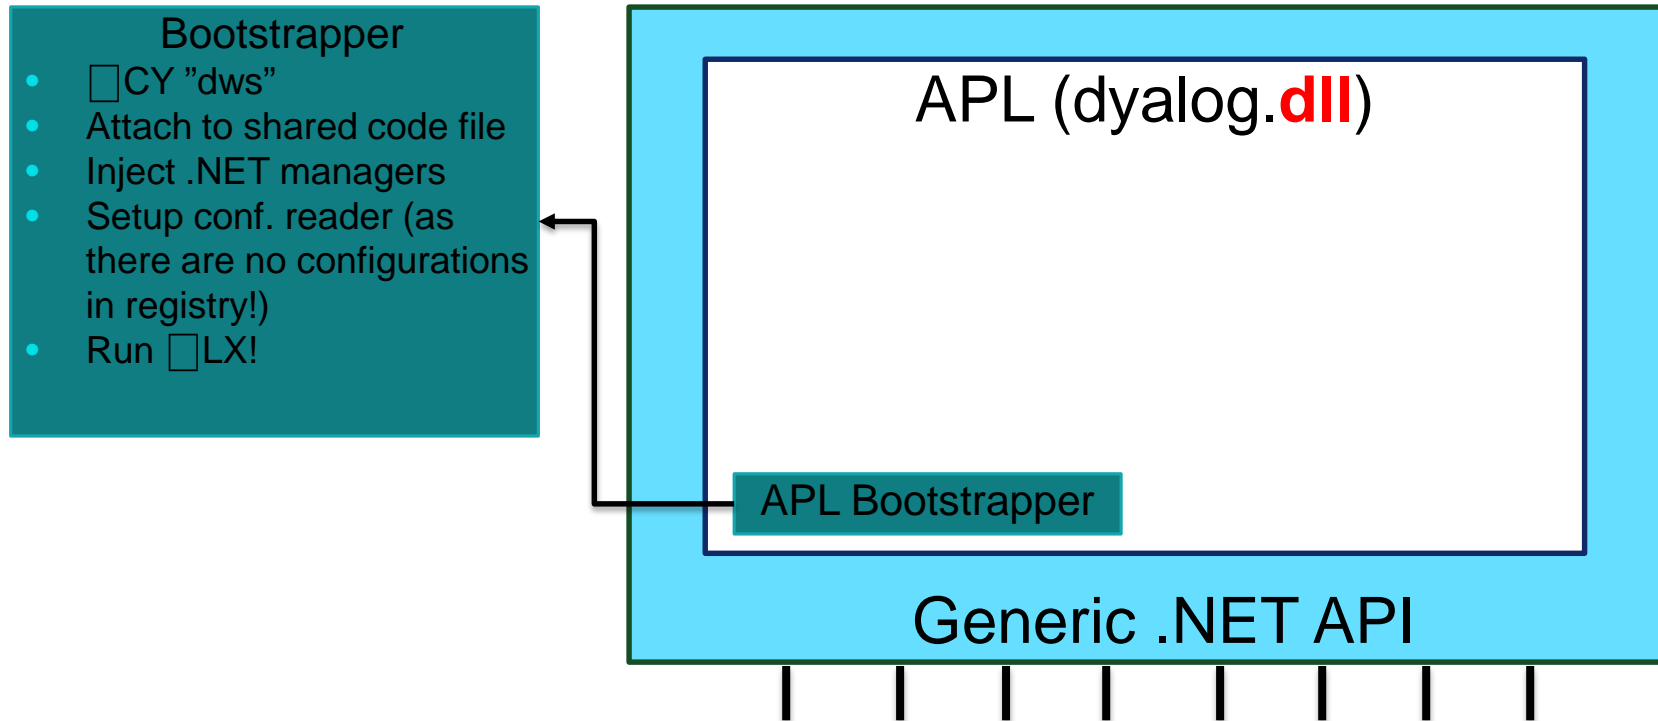 Bootstrapper
• ⎕CY ”dws”
• Attach to shared code file
• Inject .NET managers
• Setup conf. reader (as
there are no configurations
in registry!)
• Run ⎕LX!
APL (dyalog.dll)
APL Bootstrapper
Generic .NET API